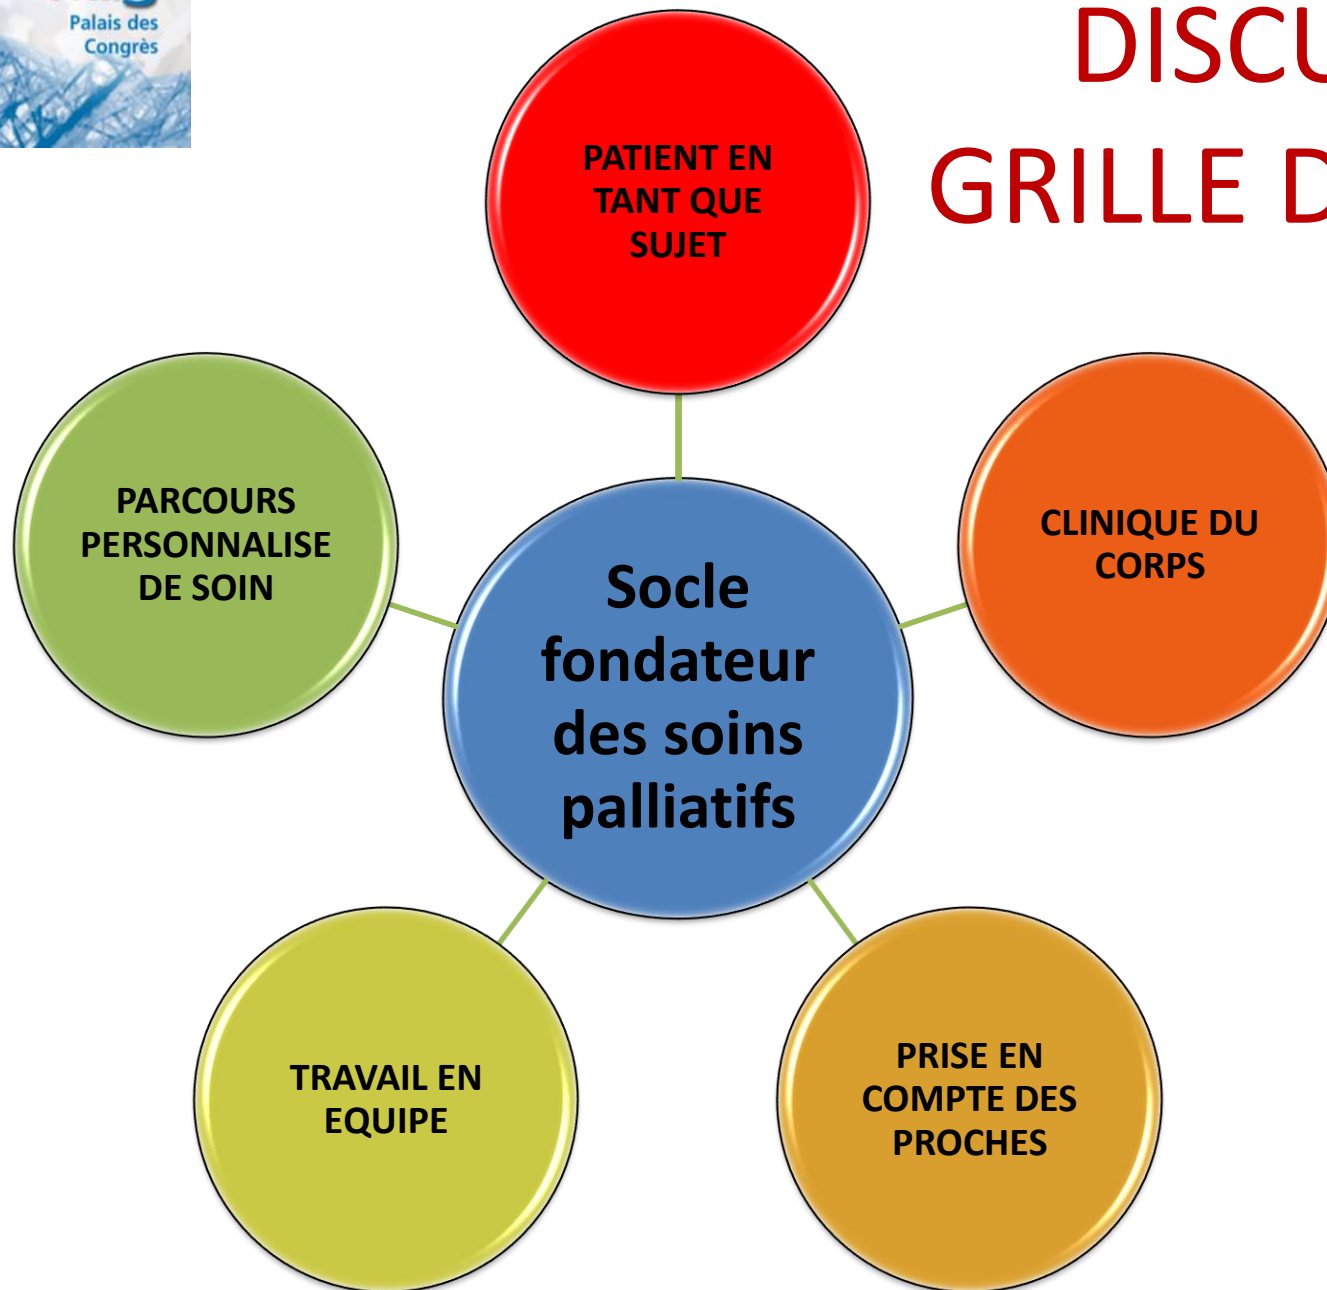 Palais des
Congrès
DISCU
GRILLE D
PATIENT EN
TANT QUE
SUJET
PARCOURS
PERSONNALISE
DE SOIN
CLINIQUE DU
CORPS
Socle
fondateur
des soins
palliatifs
TRAVAIL EN
EQUIPE
PRISE EN
COMPTE DES
PROCHES